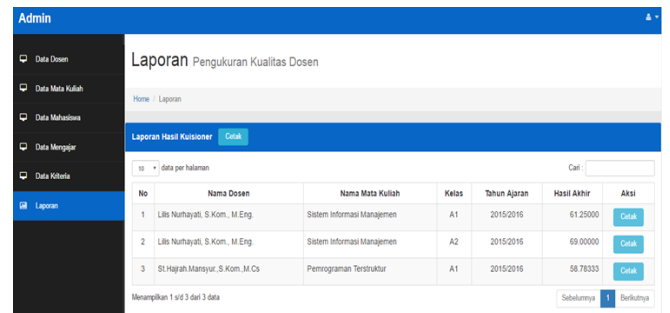 Admin
Data Dosen
Data Mata Kuliah
Data Mahasiswa
Data Mengajar
Data Kriteria
Laporan
Laporan Pengukuran Kualitas Dosen
Home / Laporan
Laporan Hasil Kuisioner Cetak
10 data per halaman Cari :
No Nama Dosen Nama Mata Kuliah Kelas Tahun Ajaran Hasil Akhir Aksi
1 Lilis Nurhayati, S.Kom., M.Eng. Sistem Informasi Manajemen A1 2015/2016 61.25000 Cetak
2 Lilis Nurhayati, S.Kom., M.Eng. Sistem Informasi Manajemen A2 2015/2016 69.00000 Cetak
3 St.Hajrah.Mansyur.,S.Kom.,M.Cs Pemrograman Terstruktur A1 2015/2016 58.78333 Cetak
Menampilkan 1 s/d 3 dari 3 data
Sebelumnya 1 Berikutnya